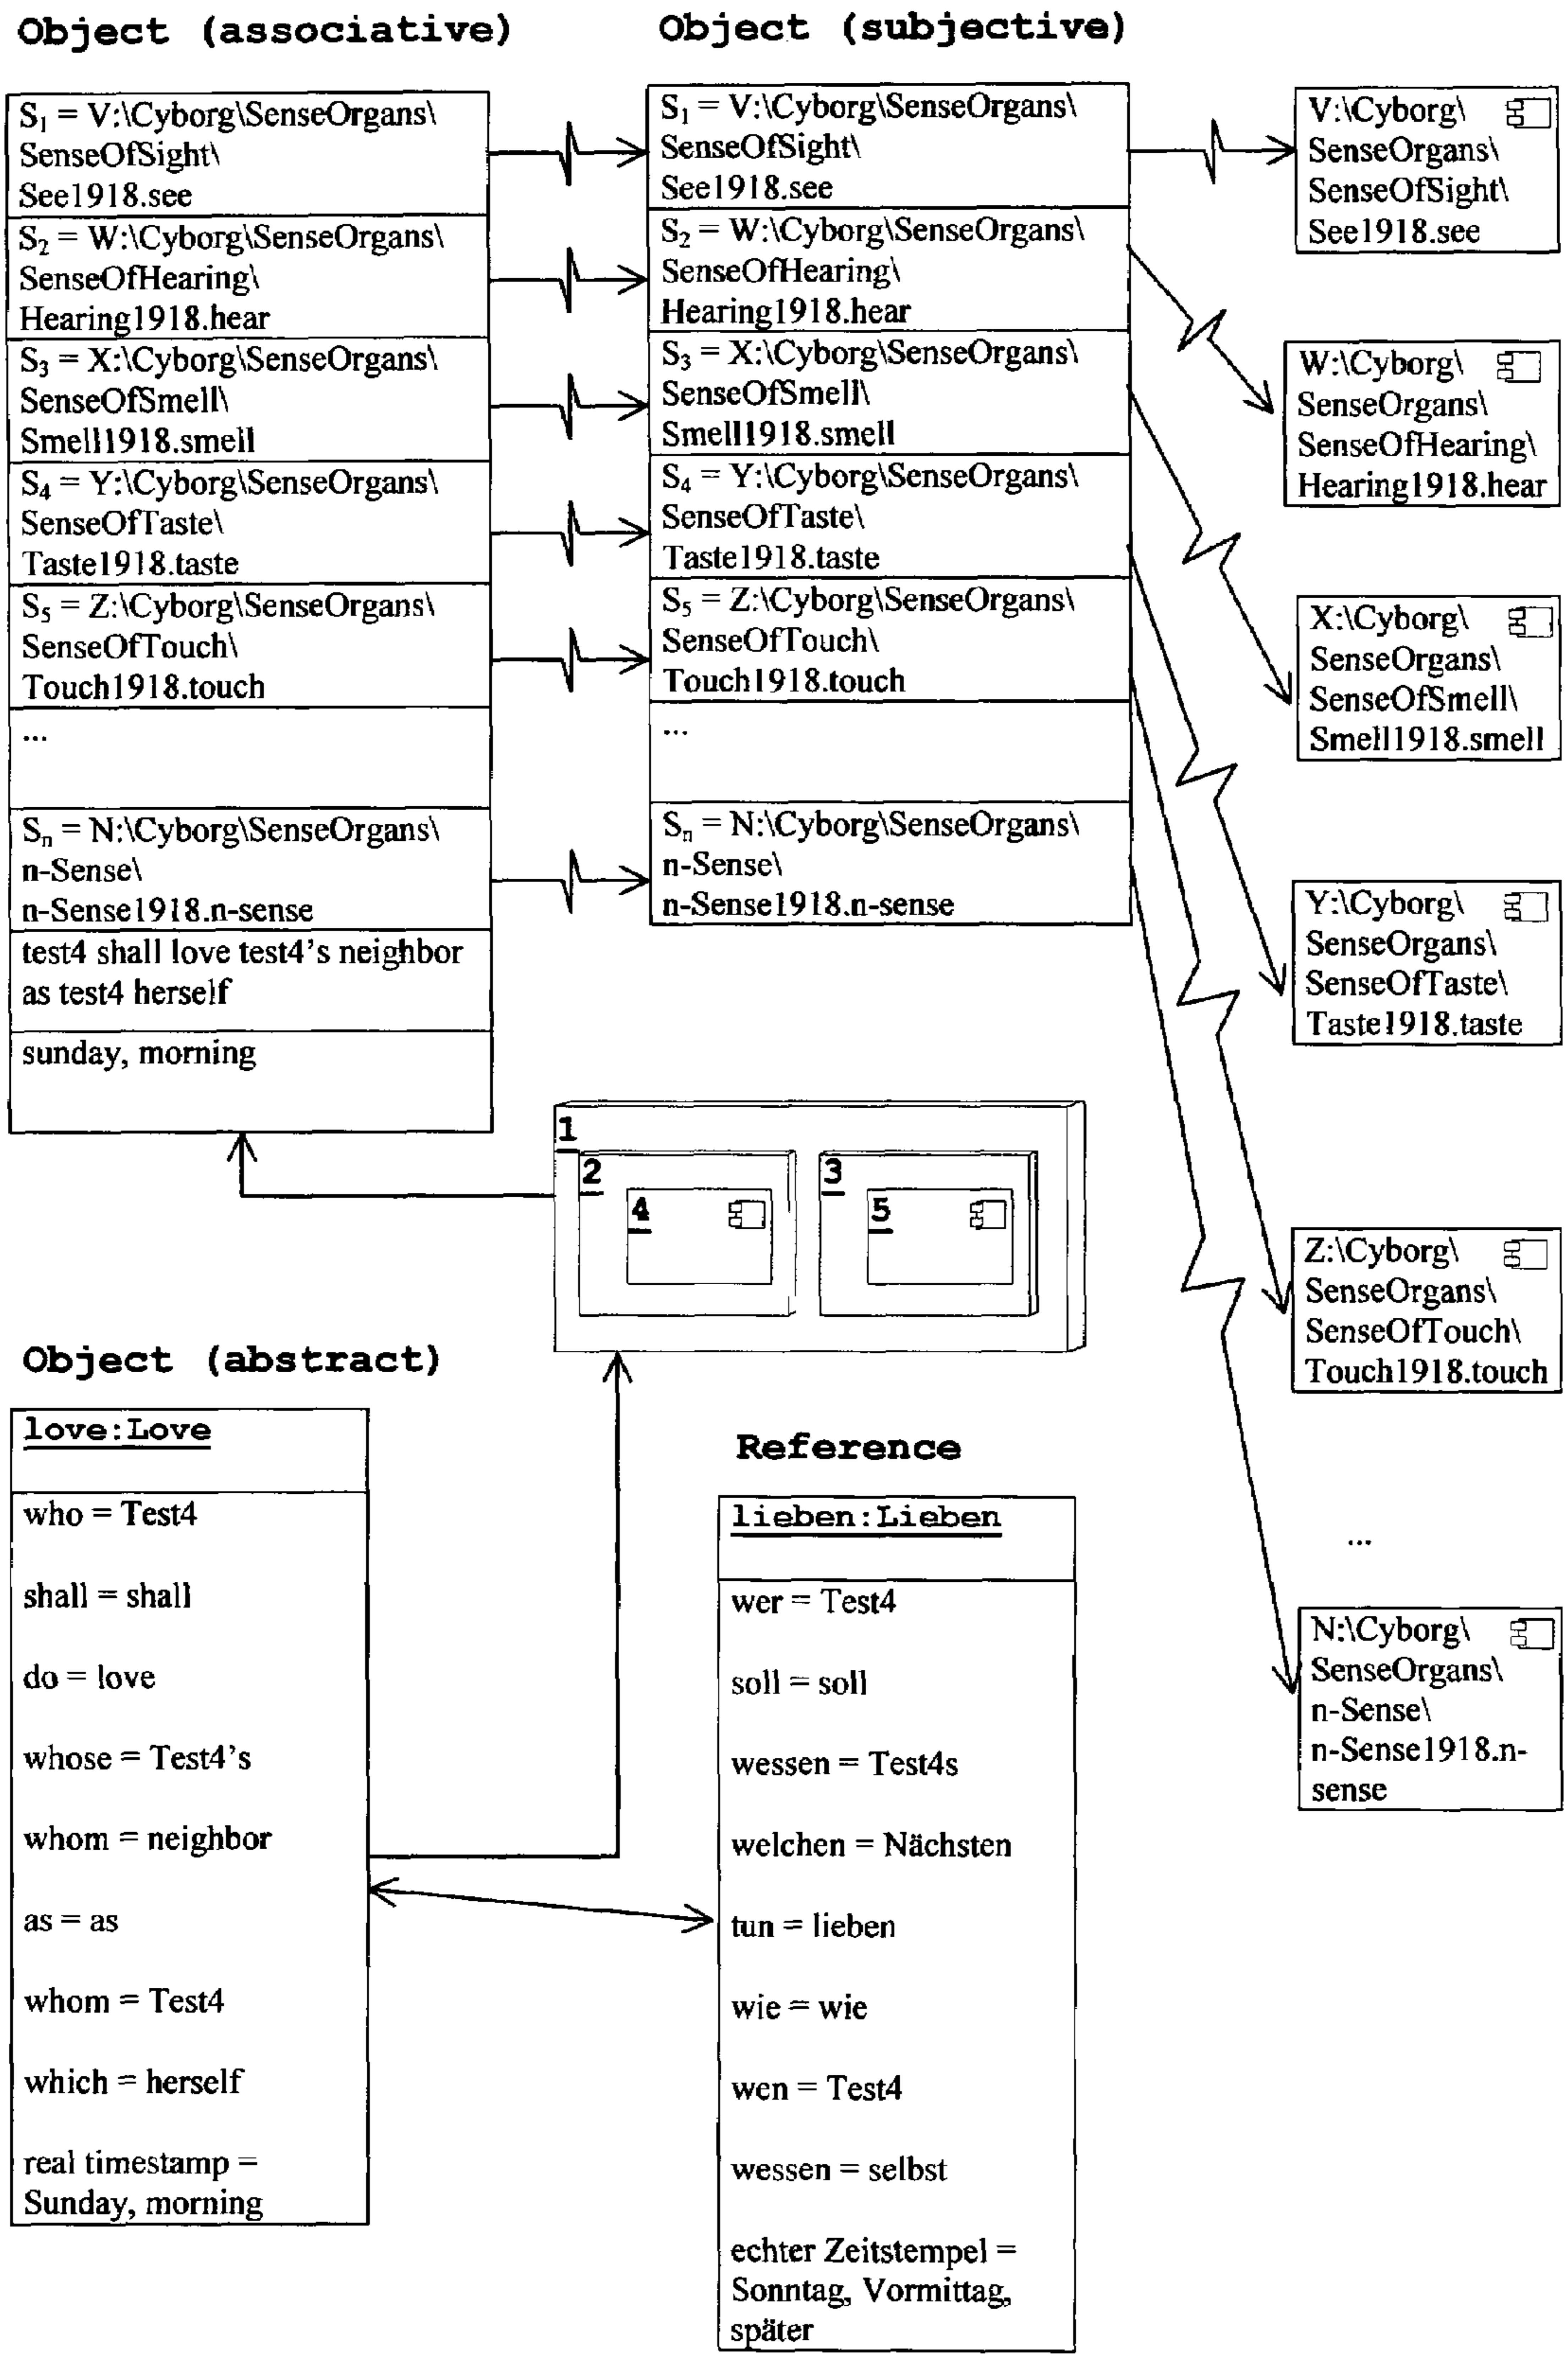 Object (associative)
S1 = V:\Cyborg\SenseOrgans\
SenseOfSight\
See1918.see
S2 = W:\Cyborg\SenseOrgans\
SenseOfHearing\
Hearing1918.hear
S3 = X:\Cyborg\SenseOrgans\
SenseOfSmell\
Smell1918.smell
S4 = Y:\Cyborg\SenseOrgans\
SenseOfTaste\
Taste1918.taste
S5 = Z:\Cyborg\SenseOrgans\
SenseOfTouch\
Touch1918.touch
...
Sn = N:\Cyborg\SenseOrgans\
n-Sense\
n-Sense1918.n-sense
test4 shall love test4's neighbor
as test4 herself
sunday, morning
Object (subjective)
S1 = V:\Cyborg\SenseOrgans\
SenseOfSight\
See1918.see
S2 = W:\Cyborg\SenseOrgans\
SenseOfHearing\
Hearing1918.hear
S3 = X:\Cyborg\SenseOrgans\
SenseOfSmell\
Smell1918.smell
S4 = Y:\Cyborg\SenseOrgans\
SenseOfTaste\
Taste1918.taste
S5 = Z:\Cyborg\SenseOrgans\
SenseOfTouch\
Touch1918.touch
...
Sn = N:\Cyborg\SenseOrgans\
n-Sense\
n-Sense1918.n-sense
V:\Cyborg\
SenseOrgans\
SenseOfSight\
See1918.see
W:\Cyborg\
SenseOrgans\
SenseOfHearing\
Hearing1918.hear
X:\Cyborg\
SenseOrgans\
SenseOfSmell\
Smell1918.smell
Y:\Cyborg\
SenseOrgans\
SenseOfTaste\
Taste1918.taste
Z:\Cyborg\
SenseOrgans\
SenseOfTouch\
Touch1918.touch
...
N:\Cyborg\
SenseOrgans\
n-Sense\
n-Sense1918.n-
sense
1
2
3
4
5
Object (abstract)
love:Love
who = Test4
shall = shall
do = love
whose = Test4's
whom = neighbor
as = as
whom = Test4
which = herself
real timestamp =
Sunday, morning
Reference
lieben:Lieben
wer = Test4
soll = soll
wessen = Test4s
welchen = Nächsten
tun = lieben
wie = wie
wen = Test4
wessen = selbst
echter Zeitstempel =
Sonntag, Vormittag,
später